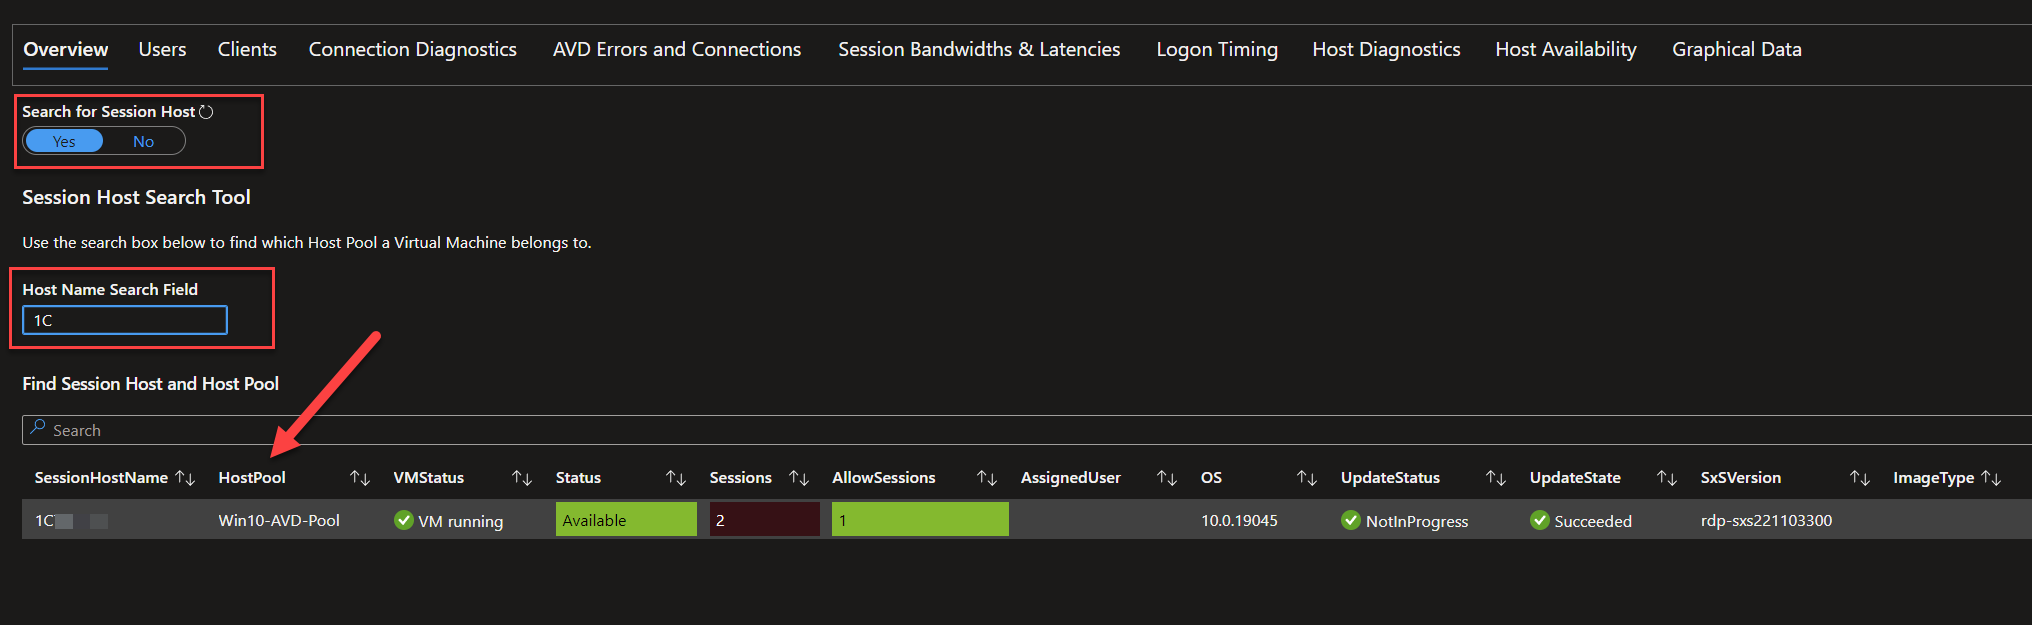 Overview Users Clients Connection Diagnostics AVD Errors and Connections Session Bandwidths & Latencies Logon Timing Host Diagnostics Host Availability Graphical Data
Search for Session Host
Yes No
Session Host Search Tool
Use the search box below to find which Host Pool a Virtual Machine belongs to.
Host Name Search Field
1C
Find Session Host and Host Pool
Search
SessionHostName HostPool VMStatus Status Sessions AllowSessions AssignedUser OS UpdateStatus UpdateState SxSVersion ImageType
1C Win10-AVD-Pool VM running Available 2 1 10.0.19045 NotInProgress Succeeded rdp-sxs221103300